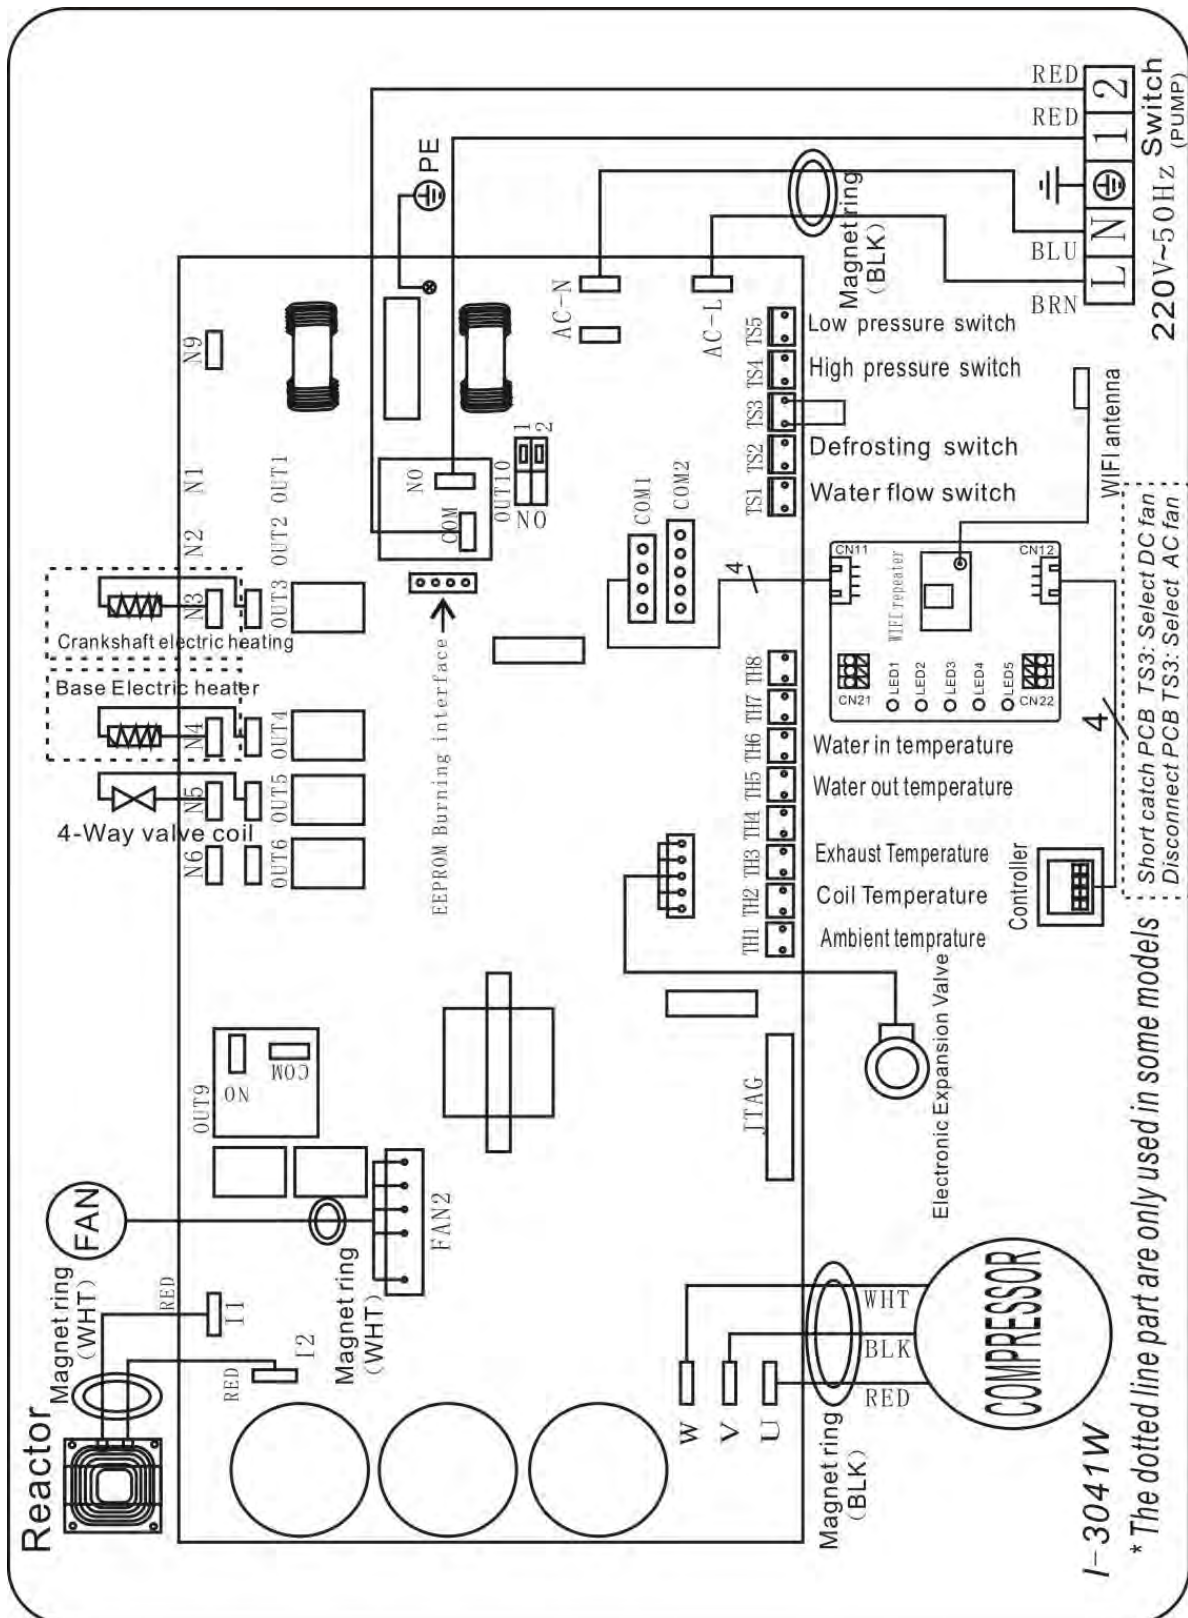 RED
RED
2
1
N
L
Switch
(PUMP)
220V~50Hz
PE
BLU
BRN
Magnet ring
(BLK)
AC-N
AC-L
N9
N1
N2
N3
N4
N5
N6
OUT1
OUT2
OUT3
OUT4
OUT5
OUT6
Crankshaft electric heating
Base Electric heater
4-Way valve coil
NO
COM
OUT10
1
2
NO
EEPROM Burning interface
COM1
COM2
4
TS5
TS4
TS3
TS2
TS1
Low pressure switch
High pressure switch
Defrosting switch
Water flow switch
WIFI antenna
CN11
CN12
WIFI repeater
CN21
CN22
LED1
LED2
LED3
LED4
LED5
4
TH8
TH7
TH6
TH5
TH4
TH3
TH2
TH1
Water in temperature
Water out temperature
Exhaust Temperature
Coil Temperature
Ambient temprature
Controller
Short catch PCB TS3: Select DC fan
Disconnect PCB TS3: Select AC fan
Electronic Expansion Valve
JTAG
OUT9
NO
COM
FAN
FAN2
Magnet ring
(WHT)
Magnet ring
(WHT)
RED
RED
I1
I2
Reactor
W
V
U
WHT
BLK
RED
Magnet ring
(BLK)
COMPRESSOR
I-3041W
* The dotted line part are only used in some models